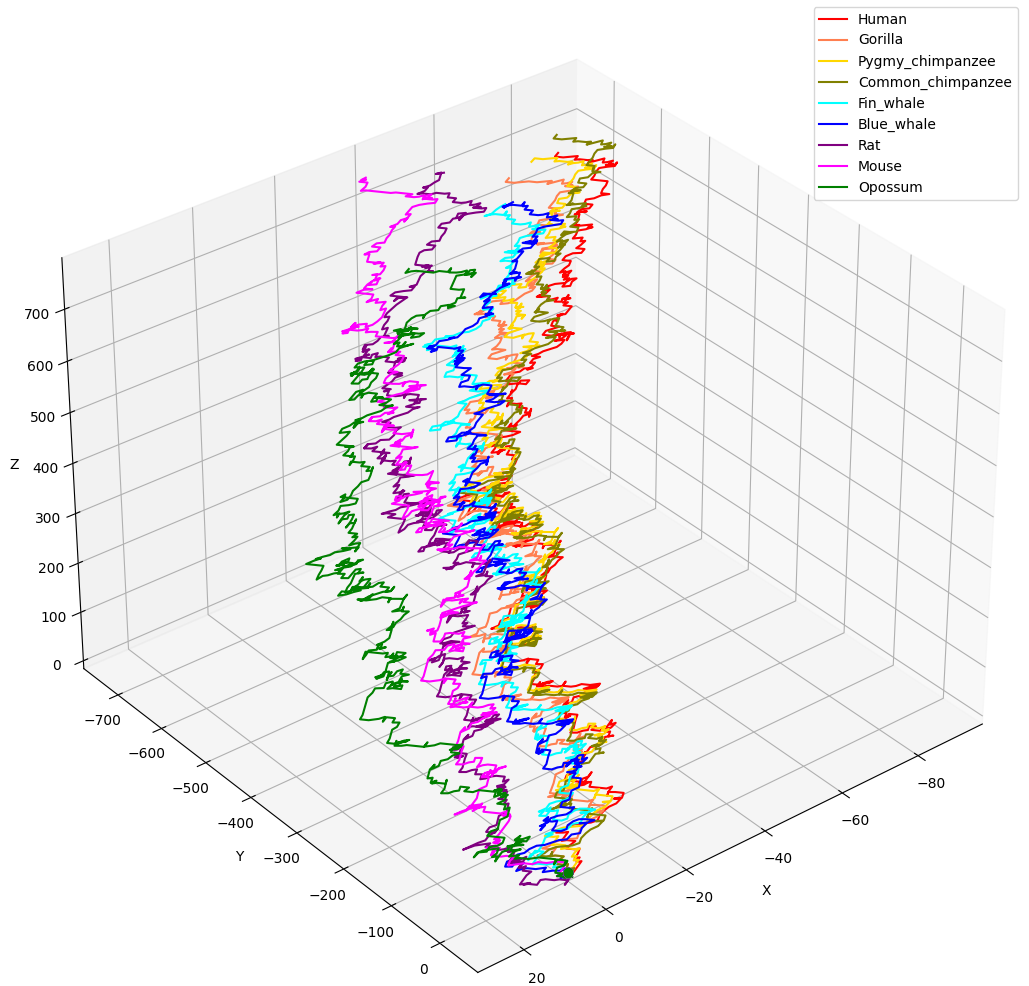 Human
Gorilla
Pygmy_chimpanzee
Common_chimpanzee
Fin_whale
Blue_whale
Rat
Mouse
Opossum
700
600
500
400
Z
300
200
100
0
−700
−600
−500
−400
Y
−300
−200
−100
0
20
0
−20
X
−40
−60
−80